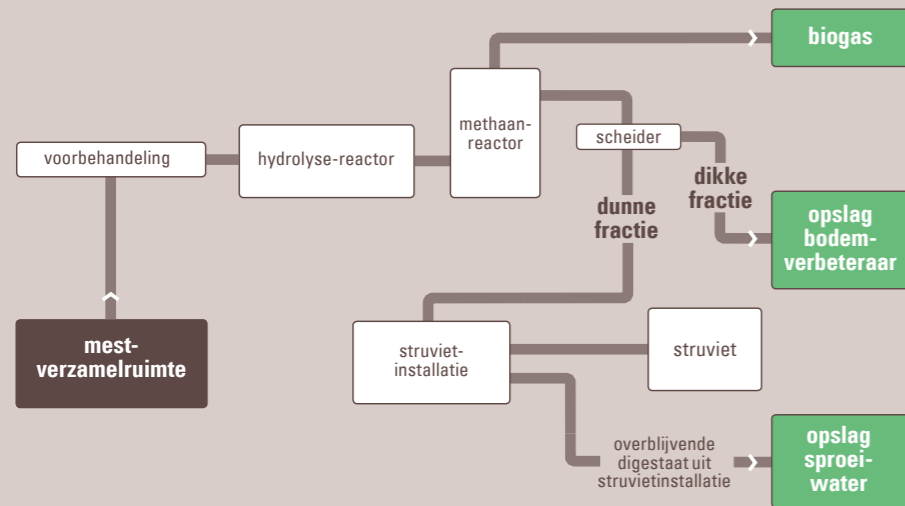 biogas
methaan-
reactor
scheider
voorbehandeling
hydrolyse-reactor
dikke
fractie
dunne
fractie
opslag
bodem-
verbeteraar
mest-
verzamelruimte
struviet-
installatie
struviet
overblijvende
digestaat uit
struvietinstallatie
opslag
sproei-
water